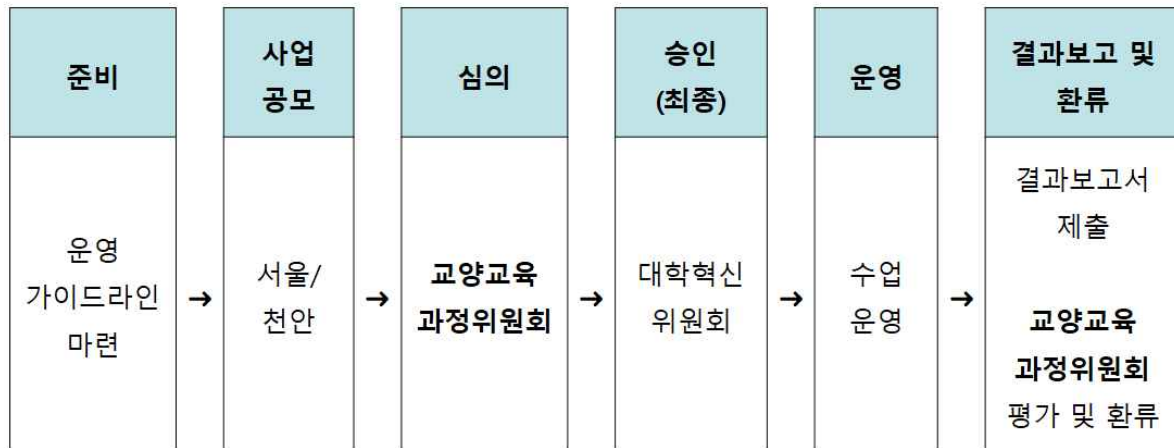 준비
사업
공모
심의
승인
(최종)
운영
결과보고 및
환류
운영
가이드라인
마련
→
서울/
천안
→
교양교육
과정위원회
→
대학혁신
위원회
→
수업
운영
→
결과보고서
제출
교양교육
과정위원회
평가 및 환류